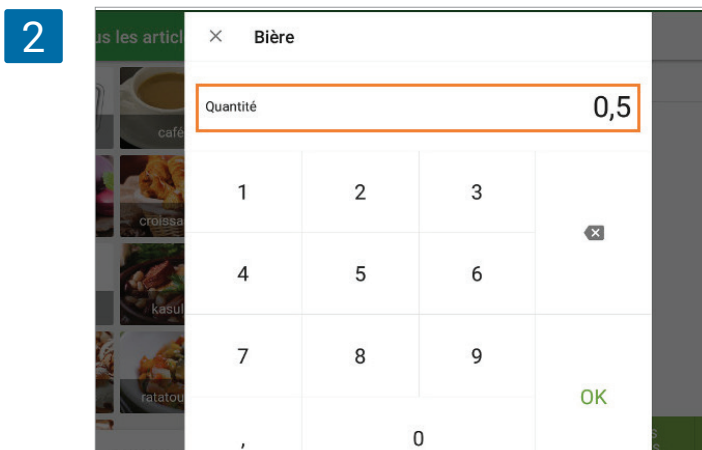 2
us les articl
× Bière
Quantité 0,5
café
1 2 3
croissa
4 5 6
kasul
7 8 9
OK
ratatou
, 0